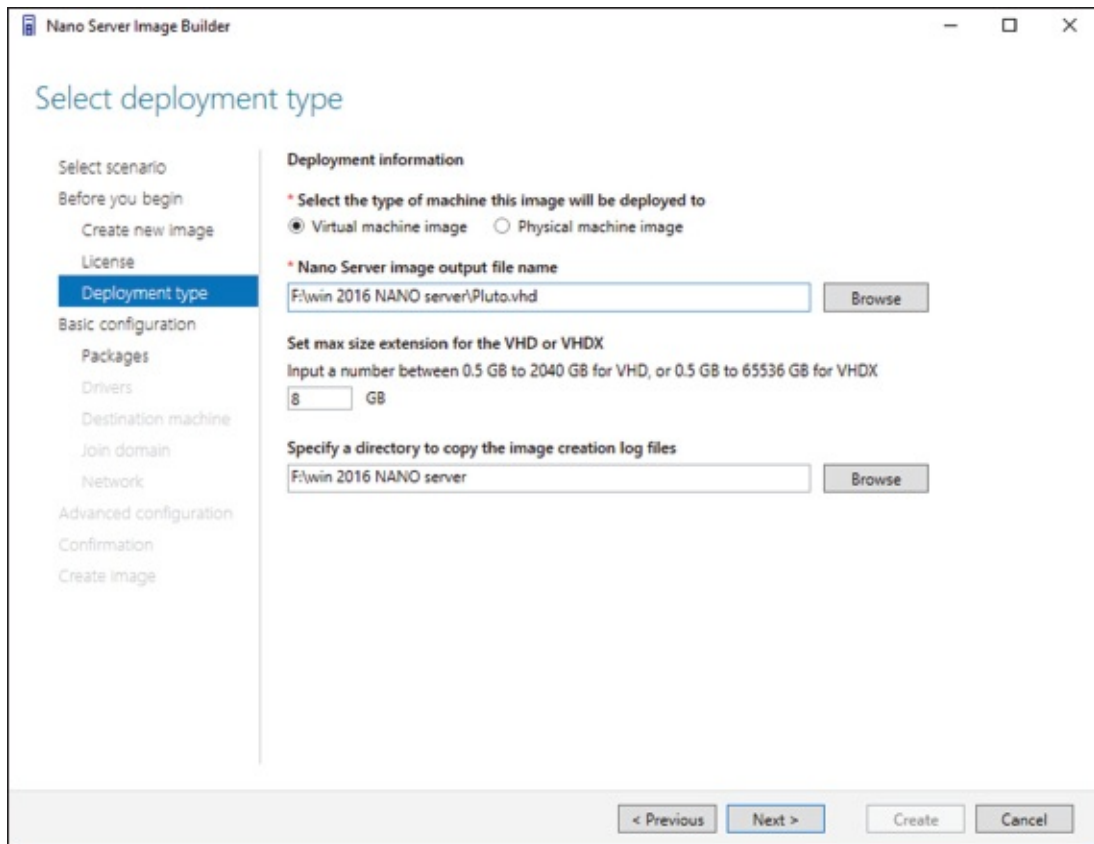 Nano Server Image Builder
Select deployment type
Select scenario
Before you begin
Create new image
License
Deployment type
Basic configuration
Packages
Drivers
Destination machine
Join domain
Network
Advanced configuration
Confirmation
Create image
Deployment information
* Select the type of machine this image will be deployed to
Virtual machine image Physical machine image
* Nano Server image output file name
F:\win 2016 NANO server\Pluto.vhd Browse
Set max size extension for the VHD or VHDX
Input a number between 0.5 GB to 2040 GB for VHD, or 0.5 GB to 65536 GB for VHDX
8 GB
Specify a directory to copy the image creation log files
F:\win 2016 NANO server Browse
< Previous Next > Create Cancel